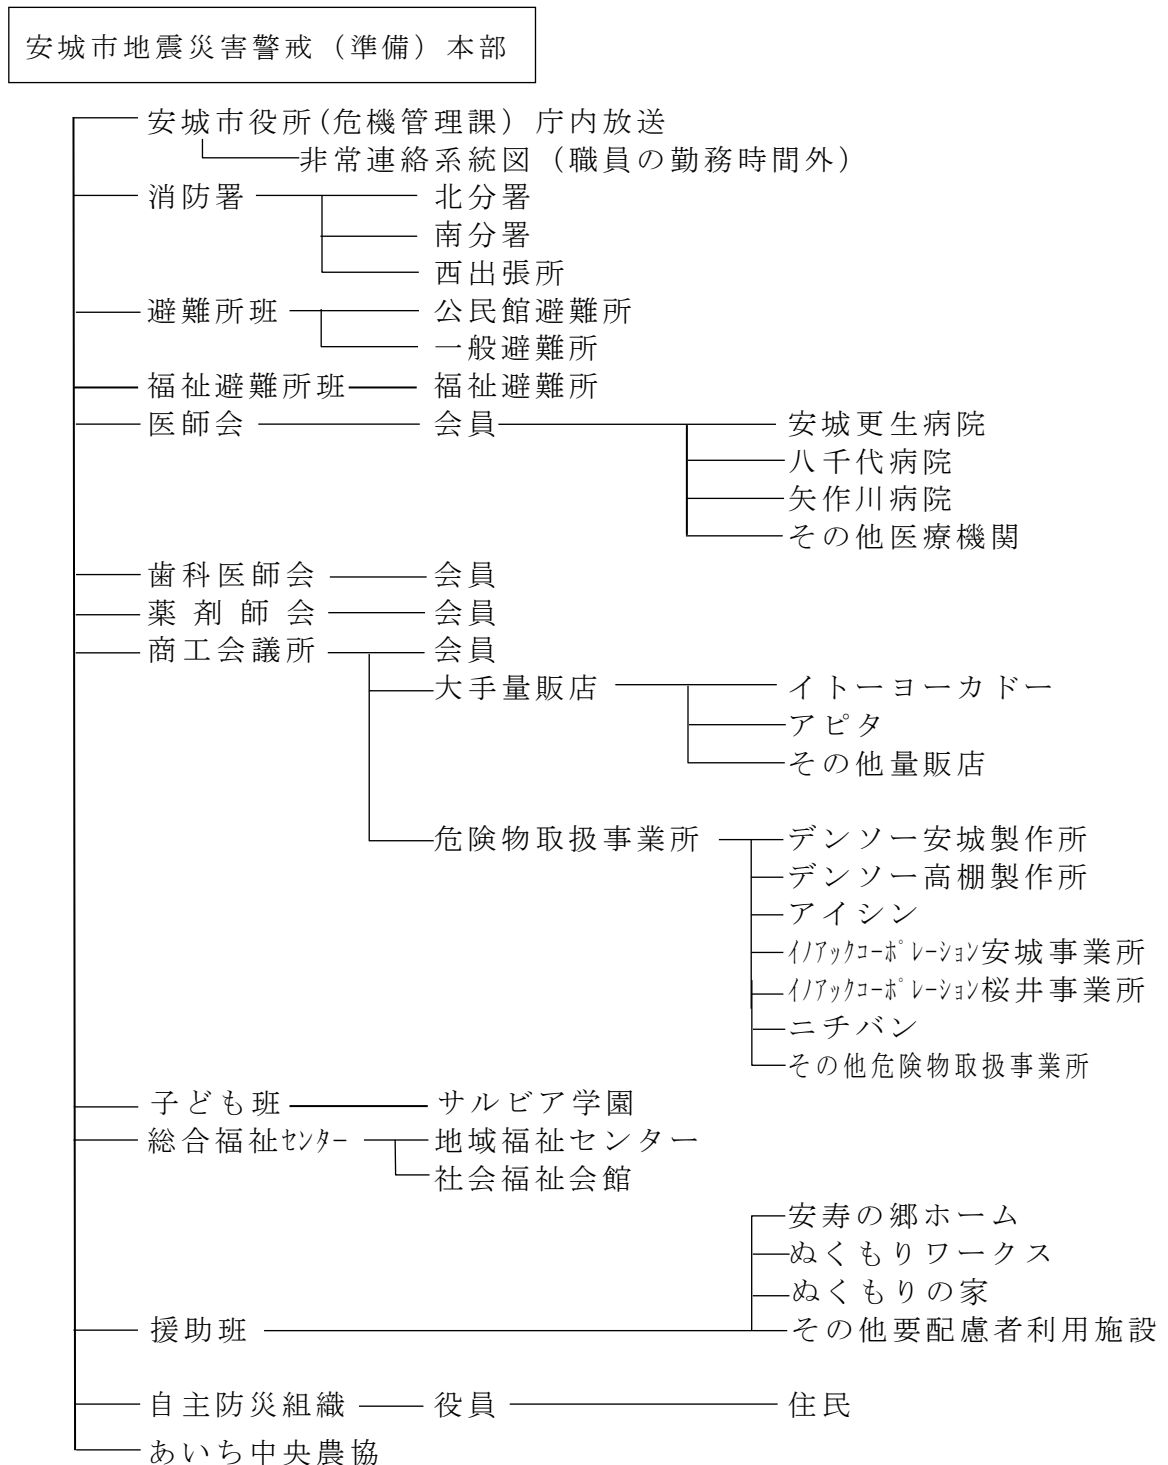 安城市地震災害警戒（準備）本部
安城市役所(危機管理課）庁内放送
非常連絡系統図（職員の勤務時間外）
消防署 北分署
南分署
西出張所
避難所班 公民館避難所
一般避難所
福祉避難所班 福祉避難所
医師会 会員 安城更生病院
八千代病院
矢作川病院
その他医療機関
歯科医師会 会員
薬剤師会 会員
商工会議所 会員
大手量販店 イトーヨーカドー
アピタ
その他量販店
危険物取扱事業所 デンソー安城製作所
デンソー高棚製作所
アイシン
ｲﾉｱｯｸｺｰﾎﾟﾚｰｼｮﾝ安城事業所
ｲﾉｱｯｸｺｰﾎﾟﾚｰｼｮﾝ桜井事業所
ニチバン
その他危険物取扱事業所
子ども班 サルビア学園
総合福祉ｾﾝﾀｰ 地域福祉センター
社会福祉会館
安寿の郷ホーム
ぬくもりワークス
ぬくもりの家
援助班 その他要配慮者利用施設
自主防災組織 役員 住民
あいち中央農協